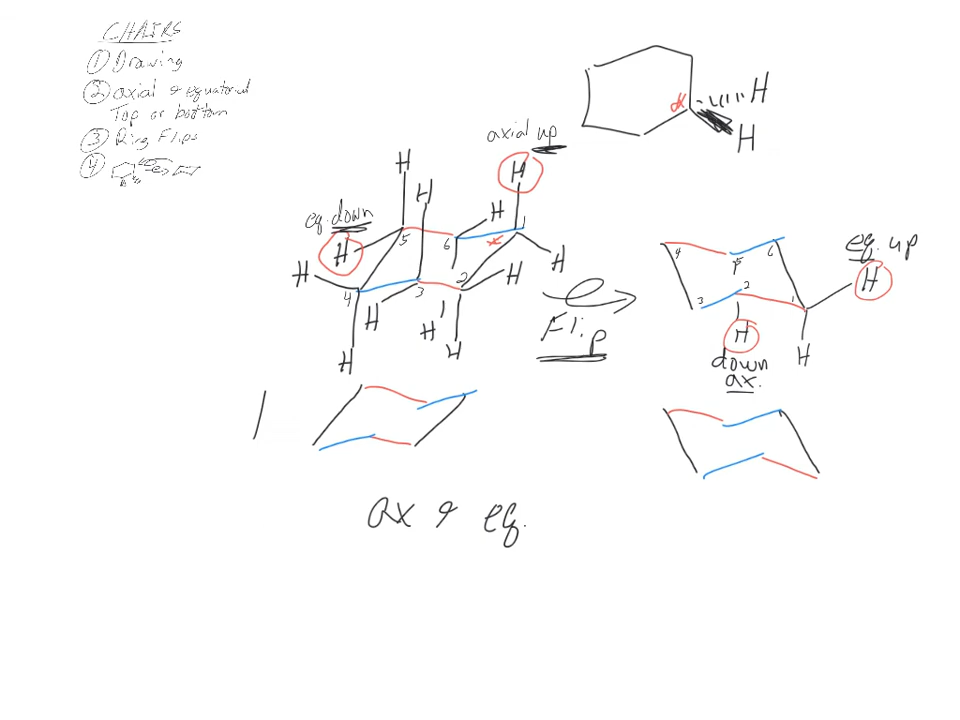 CHAIRS
① Drawing
② axial & equatorial
Top or bottom
③ Ring Flips
④
H
H
axial up
H
H
H
H
eq. down
H
5
6
1
H
H
H
4
3
2
H
H
H
H
H
Flip
4
5
6
eq. up
H
3
2
1
H
H
down
ax.
ax & eq.